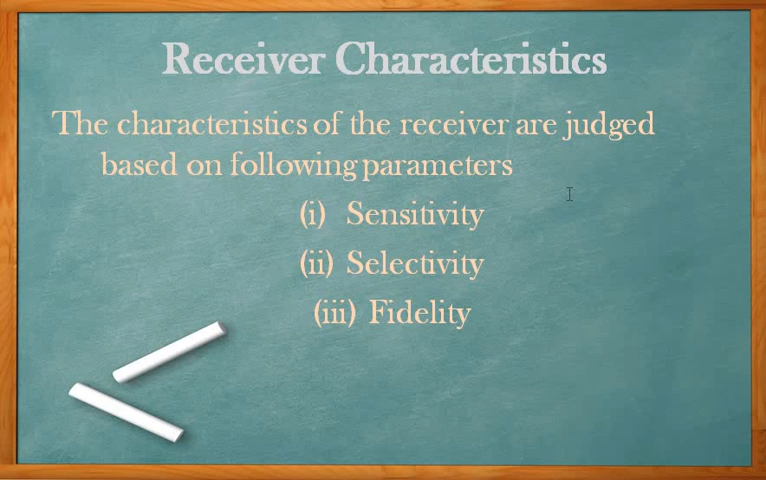 Receiver Characteristics
The characteristics of the receiver are judged
based on following parameters
(i) Sensitivity
(ii) Selectivity
(iii) Fidelity